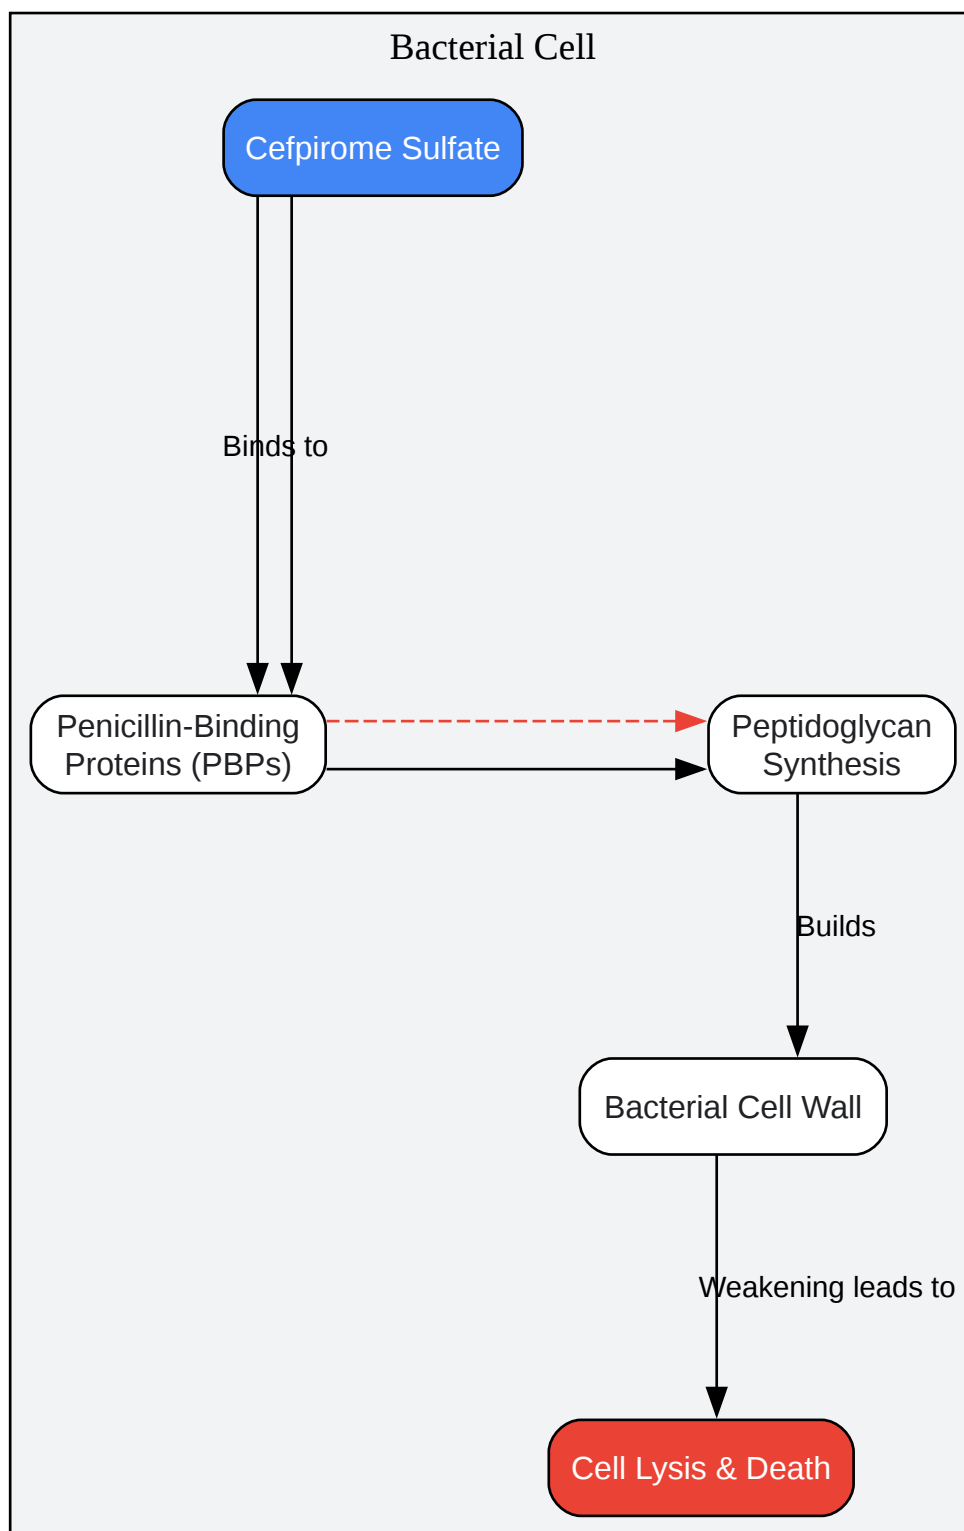 Bacterial Cell
Cefpirome Sulfate
Binds to
Penicillin-Binding
Proteins (PBPs)
Peptidoglycan
Synthesis
Builds
Bacterial Cell Wall
Weakening leads to
Cell Lysis & Death